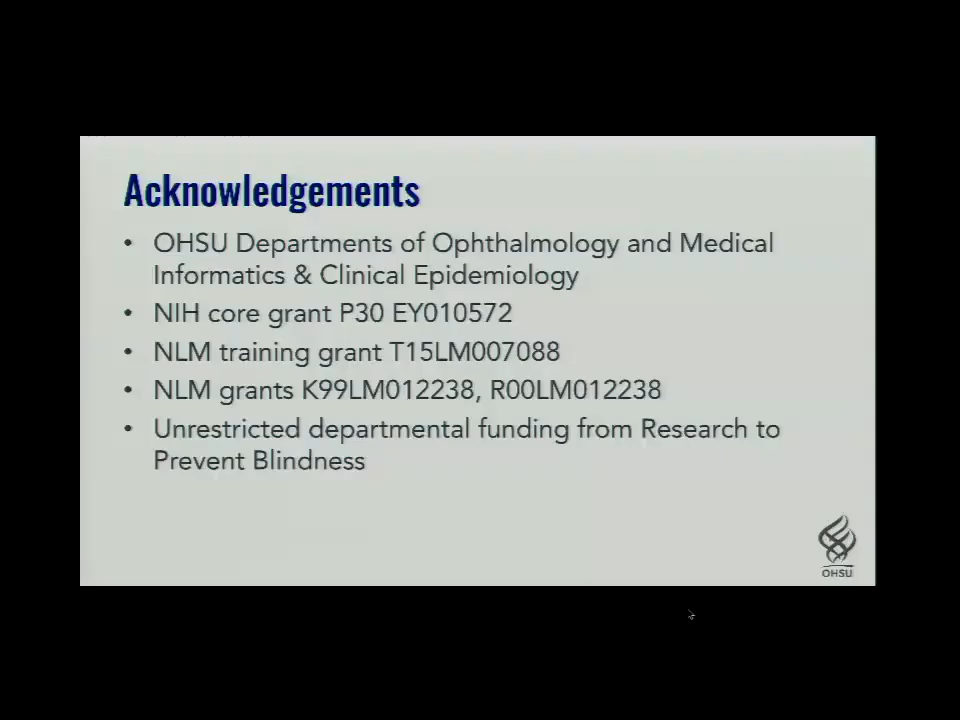 Acknowledgements
• OHSU Departments of Ophthalmology and Medical
Informatics & Clinical Epidemiology
• NIH core grant P30 EY010572
• NLM training grant T15LM007088
• NLM grants K99LM012238, R00LM012238
• Unrestricted departmental funding from Research to
Prevent Blindness
OHSU